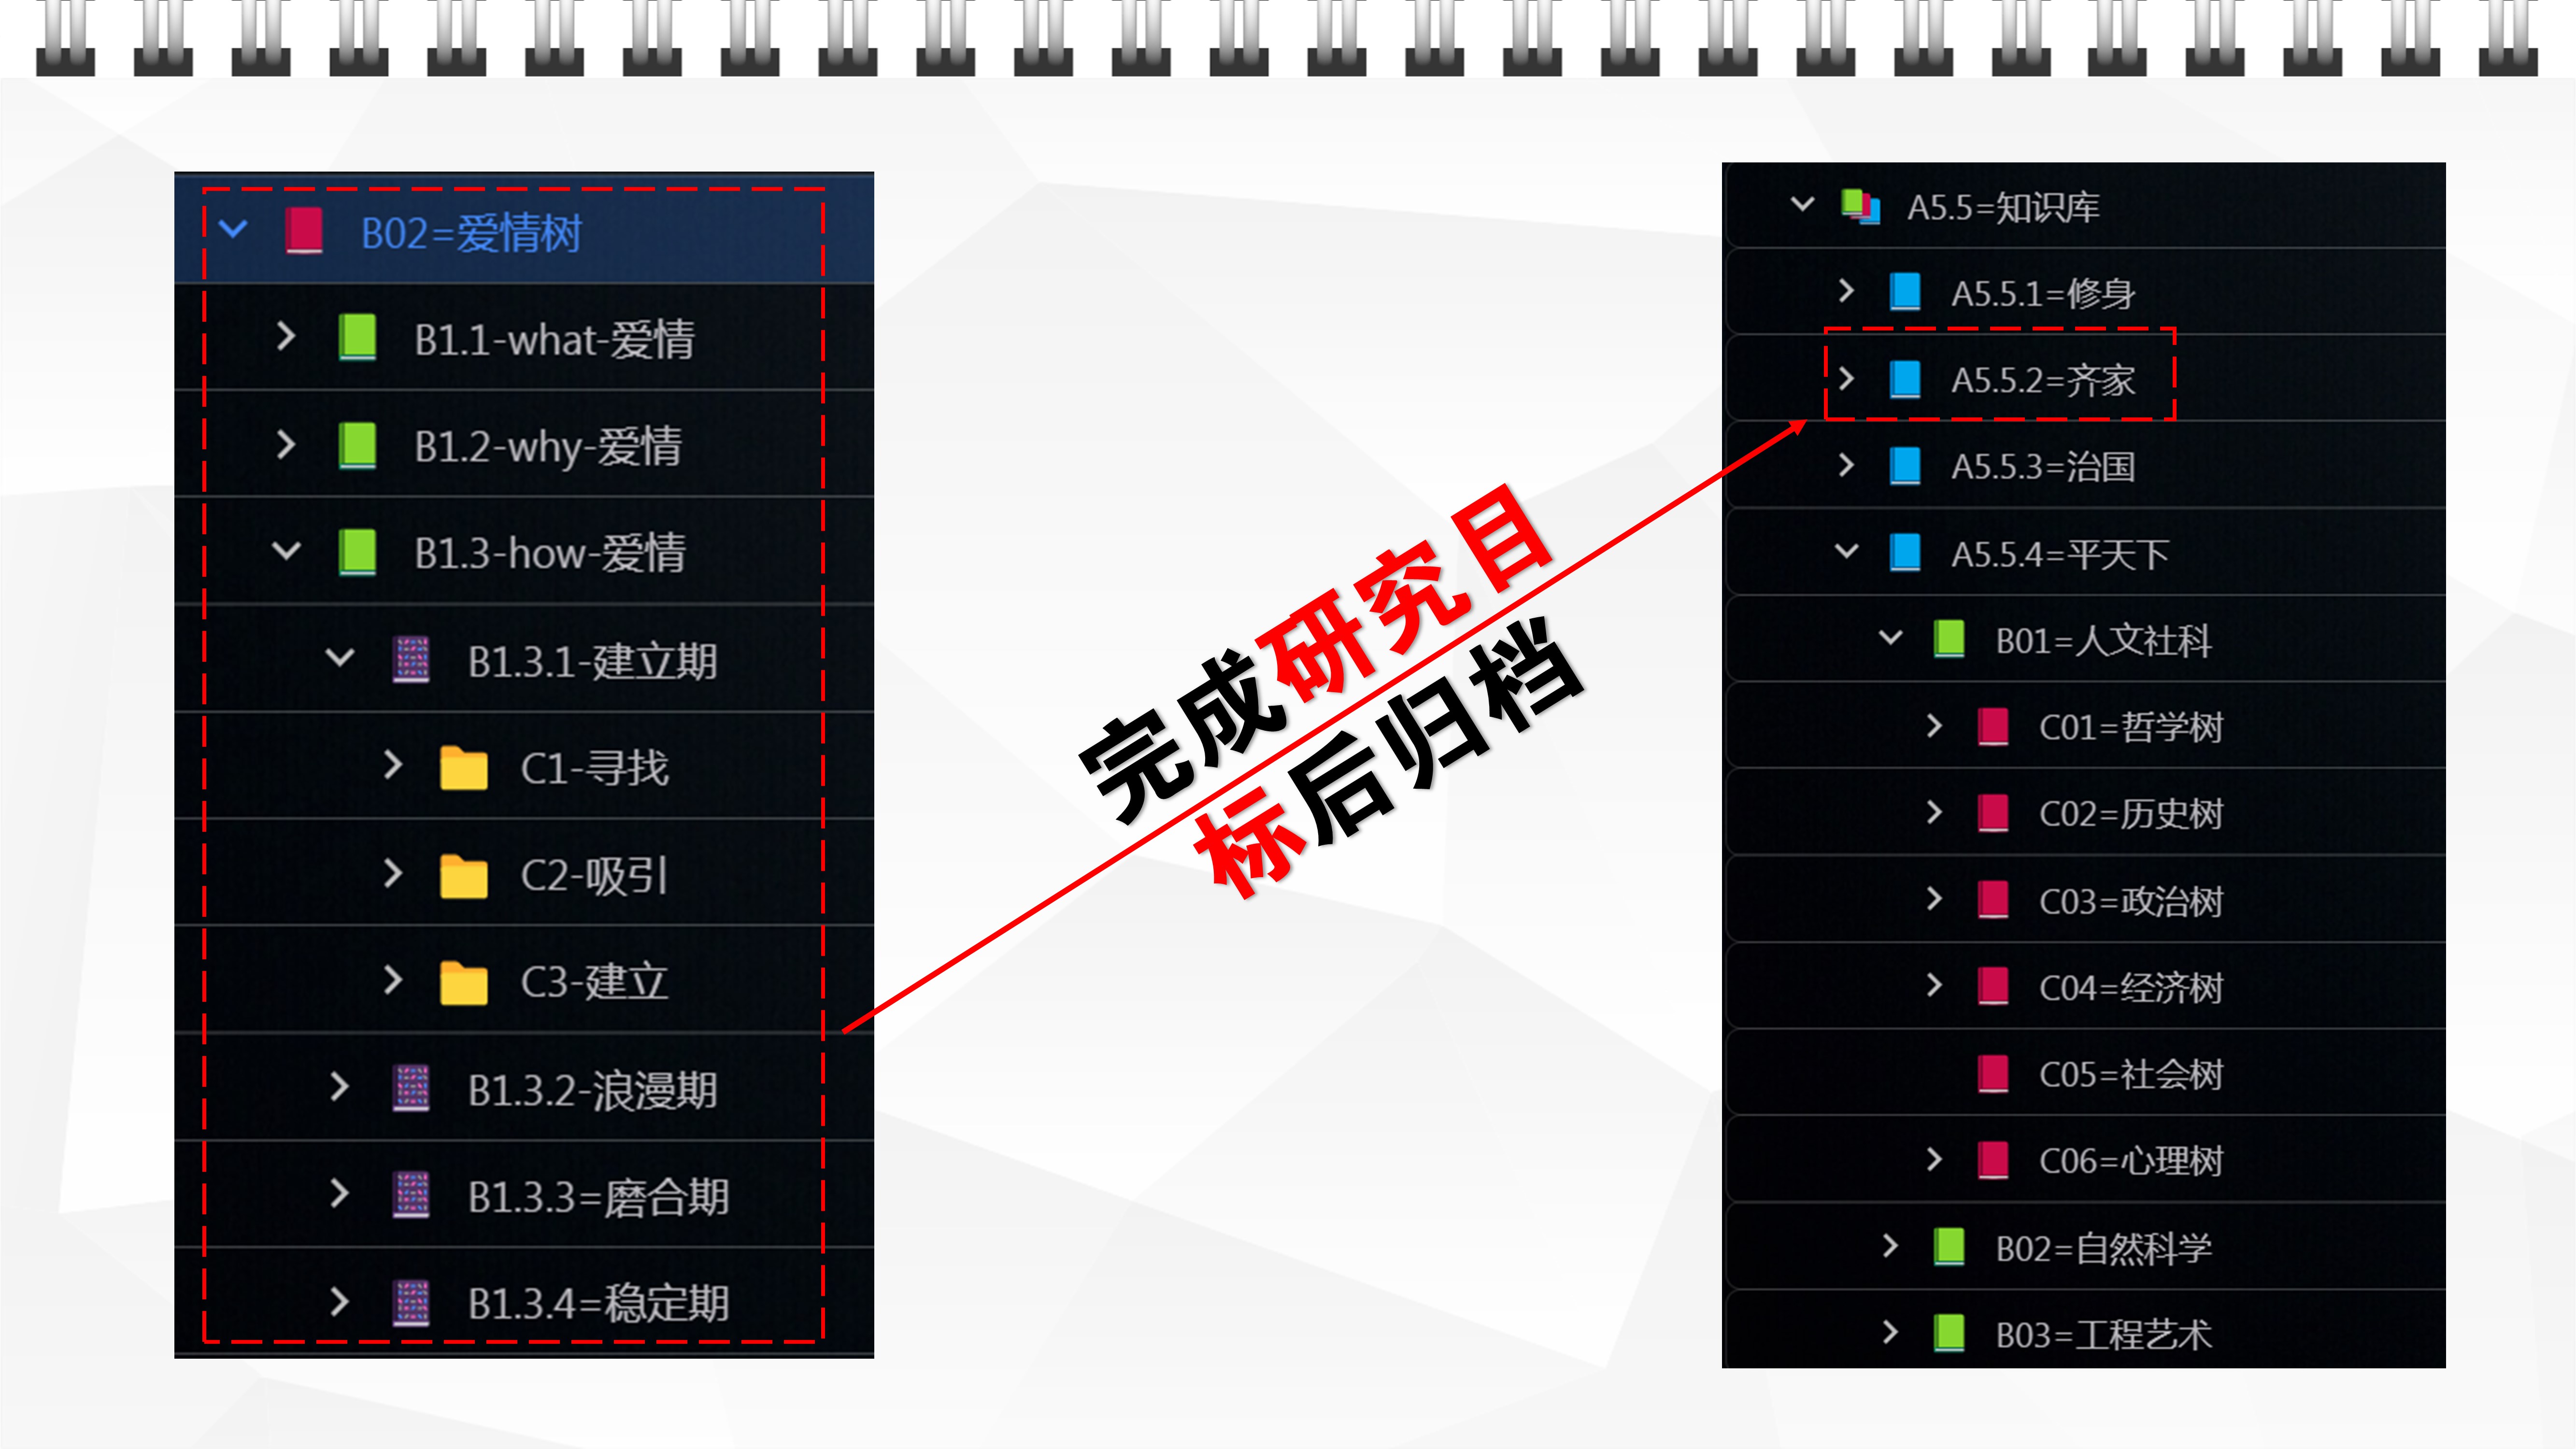 B02=爱情树
B1.1-what-爱情
B1.2-why-爱情
B1.3-how-爱情
B1.3.1-建立期
C1-寻找
C2-吸引
C3-建立
B1.3.2-浪漫期
B1.3.3=磨合期
B1.3.4=稳定期
完成研究目
标后归档
A5.5=知识库
A5.5.1=修身
A5.5.2=齐家
A5.5.3=治国
A5.5.4=平天下
B01=人文社科
C01=哲学树
C02=历史树
C03=政治树
C04=经济树
C05=社会树
C06=心理树
B02=自然科学
B03=工程艺术